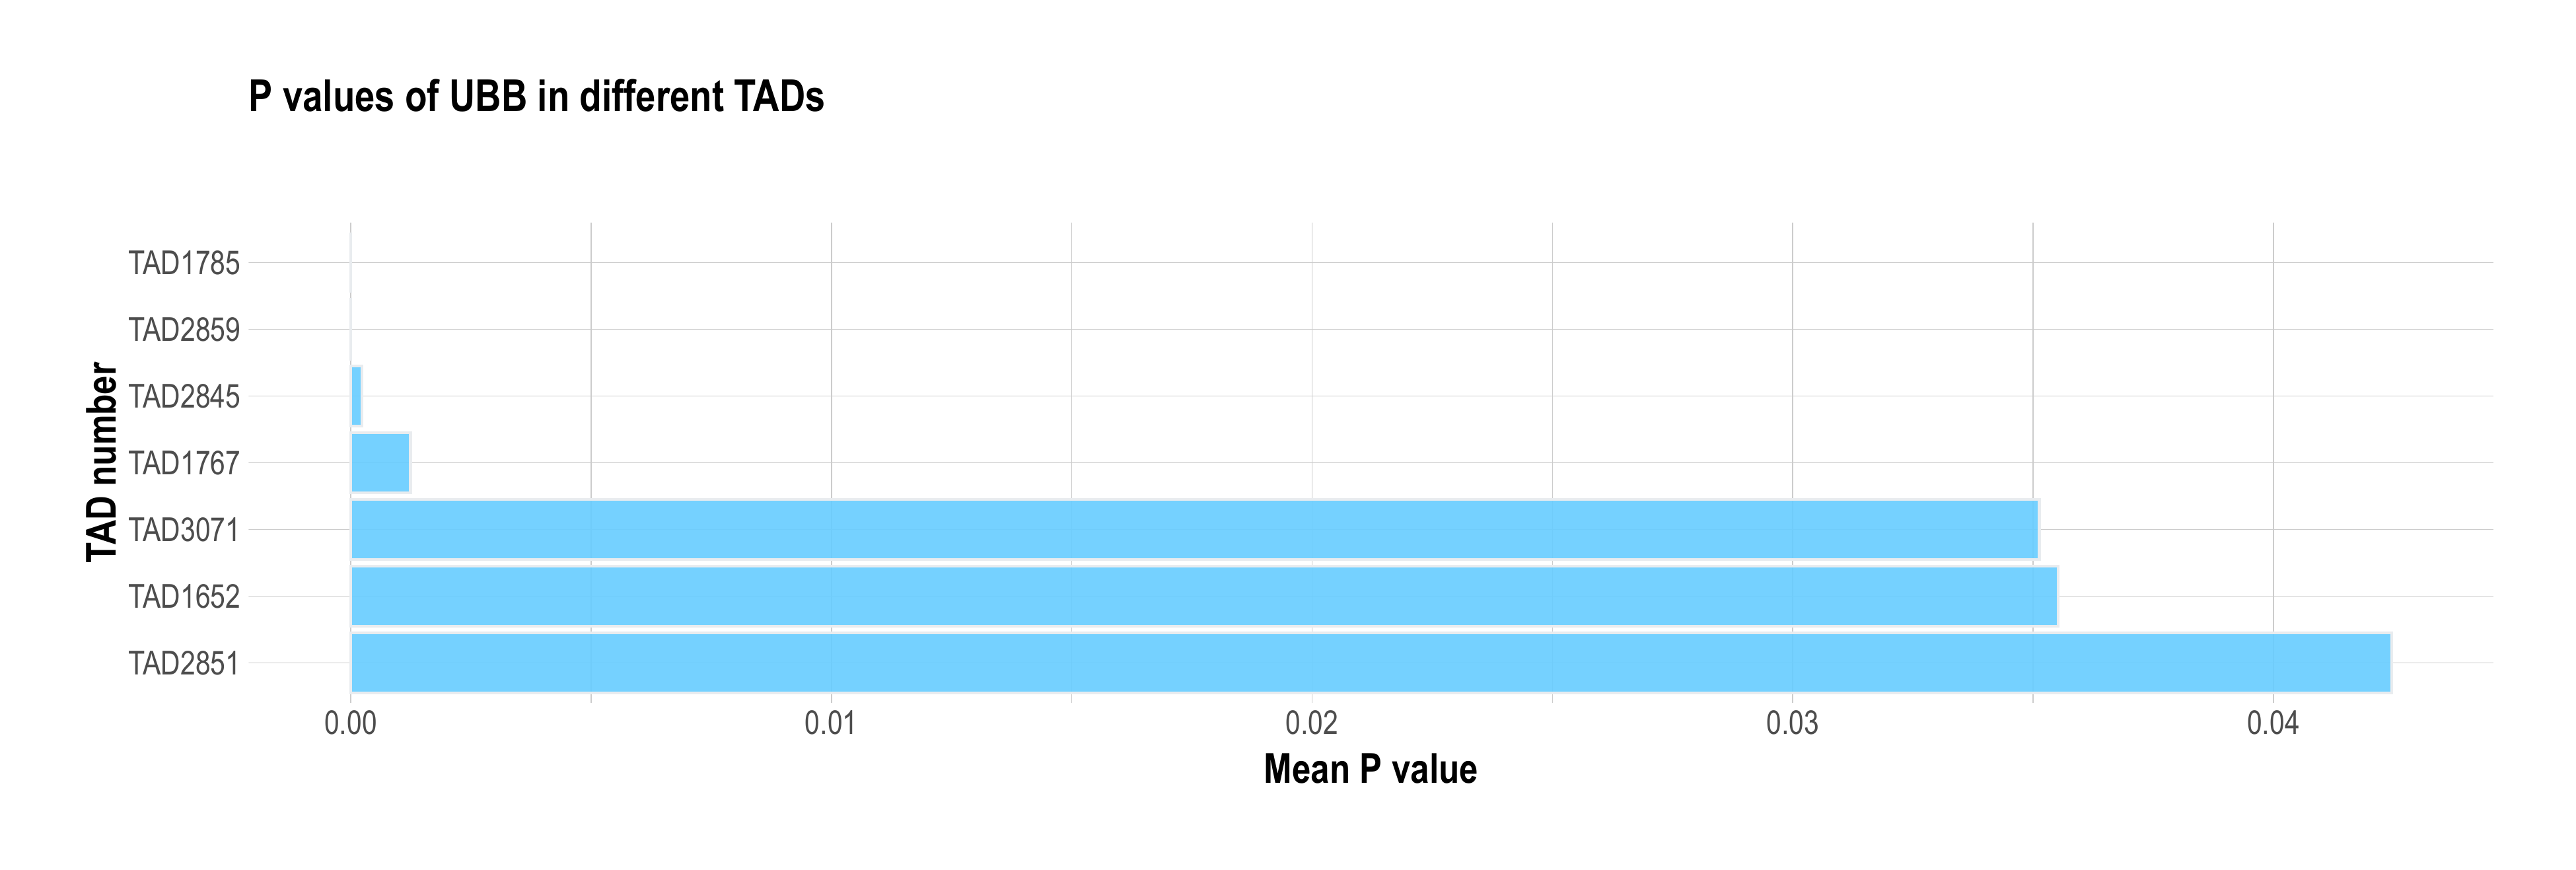 P values of UBB in different TADs
TAD number
TAD1785
TAD2859
TAD2845
TAD1767
TAD3071
TAD1652
TAD2851
0.00 0.01 0.02 0.03 0.04
Mean P value